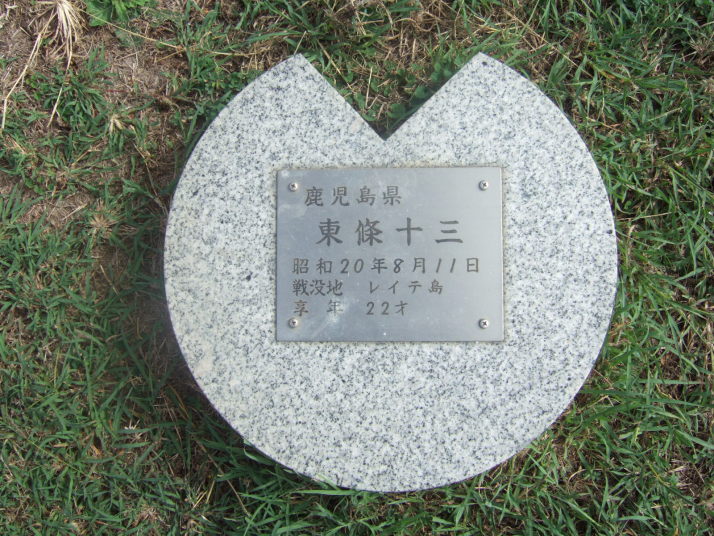 鹿児島県
東條十三
昭和20年8月11日
戦没地 レイテ島
享年 22才